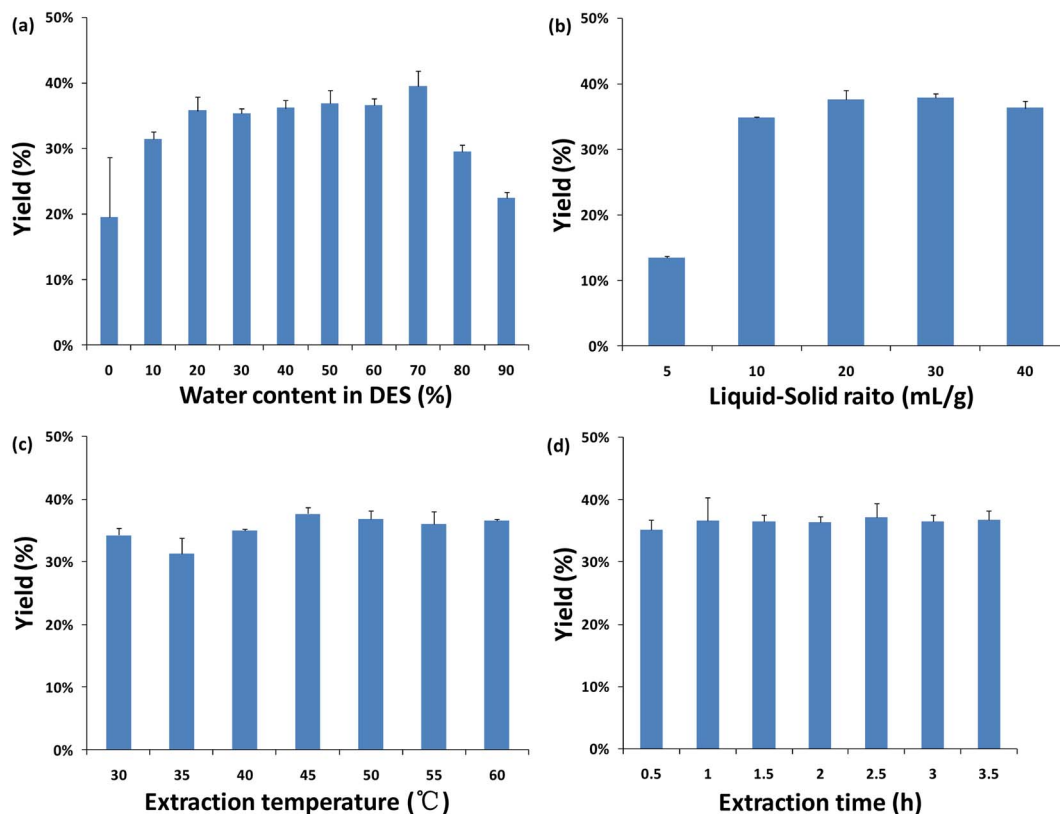 (a)
50%
40%
30%
20%
10%
0%
Yield (%)
0 10 20 30 40 50 60 70 80 90
Water content in DES (%)
(b)
50%
40%
30%
20%
10%
0%
Yield (%)
5 10 20 30 40
Liquid-Solid raito (mL/g)
(c)
50%
40%
30%
20%
10%
0%
Yield (%)
30 35 40 45 50 55 60
Extraction temperature (℃)
(d)
50%
40%
30%
20%
10%
0%
Yield (%)
0.5 1 1.5 2 2.5 3 3.5
Extraction time (h)